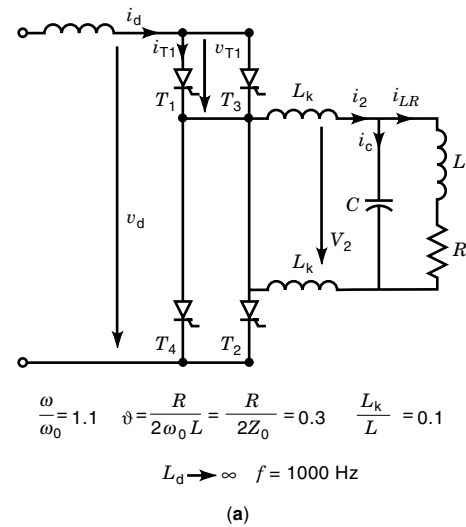 i_d
i_T1
v_T1
T_1
T_3
L_k
i_2
i_LR
i_c
L
C
v_d
V_2
R
L_k
T_4
T_2
ω/ω_0 = 1.1 ϑ = R/2ω_0 L = R/2Z_0 = 0.3 L_k/L = 0.1
L_d → ∞ f = 1000 Hz
(a)